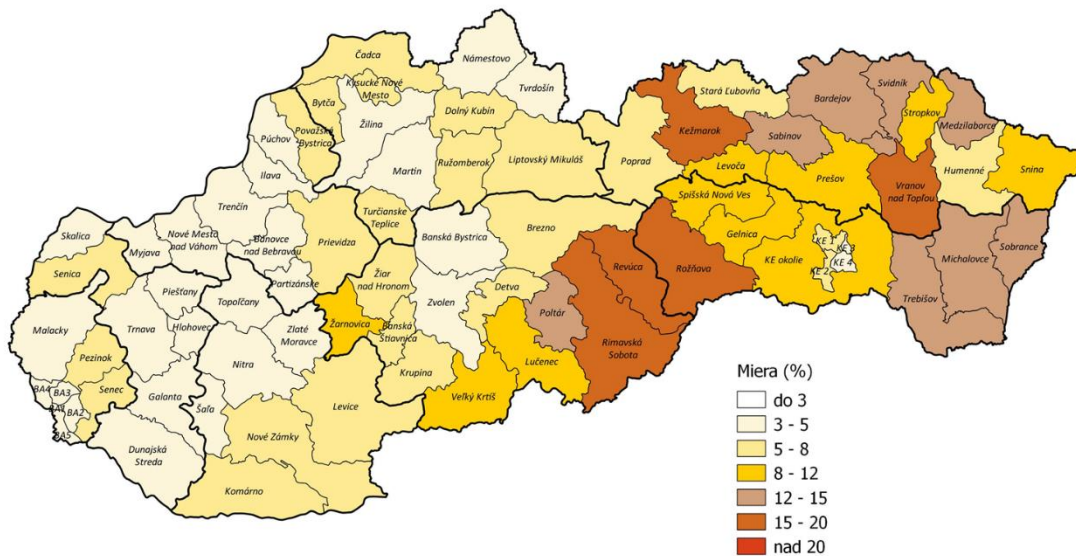 Námestovo
Čadca
Tvrdošín
Kysucké Nové
Mesto
Bytča
Stará Ľubovňa
Svidník
Bardejov
Stropkov
Dolný Kubín
Žilina
Považská
Bystrica
Púchov
Kežmarok
Medzilaborce
Sabinov
Ružomberok
Liptovský Mikuláš
Poprad
Martin
Ilava
Levoča
Prešov
Humenné
Snina
Vranov
nad Topľou
Trenčín
Spišská Nová Ves
Turčianske
Teplice
Skalica
Nové Mesto
nad Váhom
Bánovce
nad Bebravou
Prievidza
Banská Bystrica
Brezno
Gelnica
KE 1
KE 3
KE 4
KE 2
KE okolie
Sobrance
Myjava
Michalovce
Senica
Partizánske
Žiar
nad Hronom
Revúca
Rožňava
Detva
Trebišov
Piešťany
Topoľčany
Zvolen
Poltár
Malacky
Trnava
Hlohovec
Zlaté
Moravce
Žarnovica
Banská
Štiavnica
Rimavská
Sobota
Lučenec
Pezinok
Nitra
Krupina
Miera (%)
BA4
BA3
BA1
BA2
BA5
Senec
Galanta
Šaľa
Levice
Veľký Krtíš
do 3
3 - 5
Nové Zámky
5 - 8
Dunajská
Streda
8 - 12
Komárno
12 - 15
15 - 20
nad 20